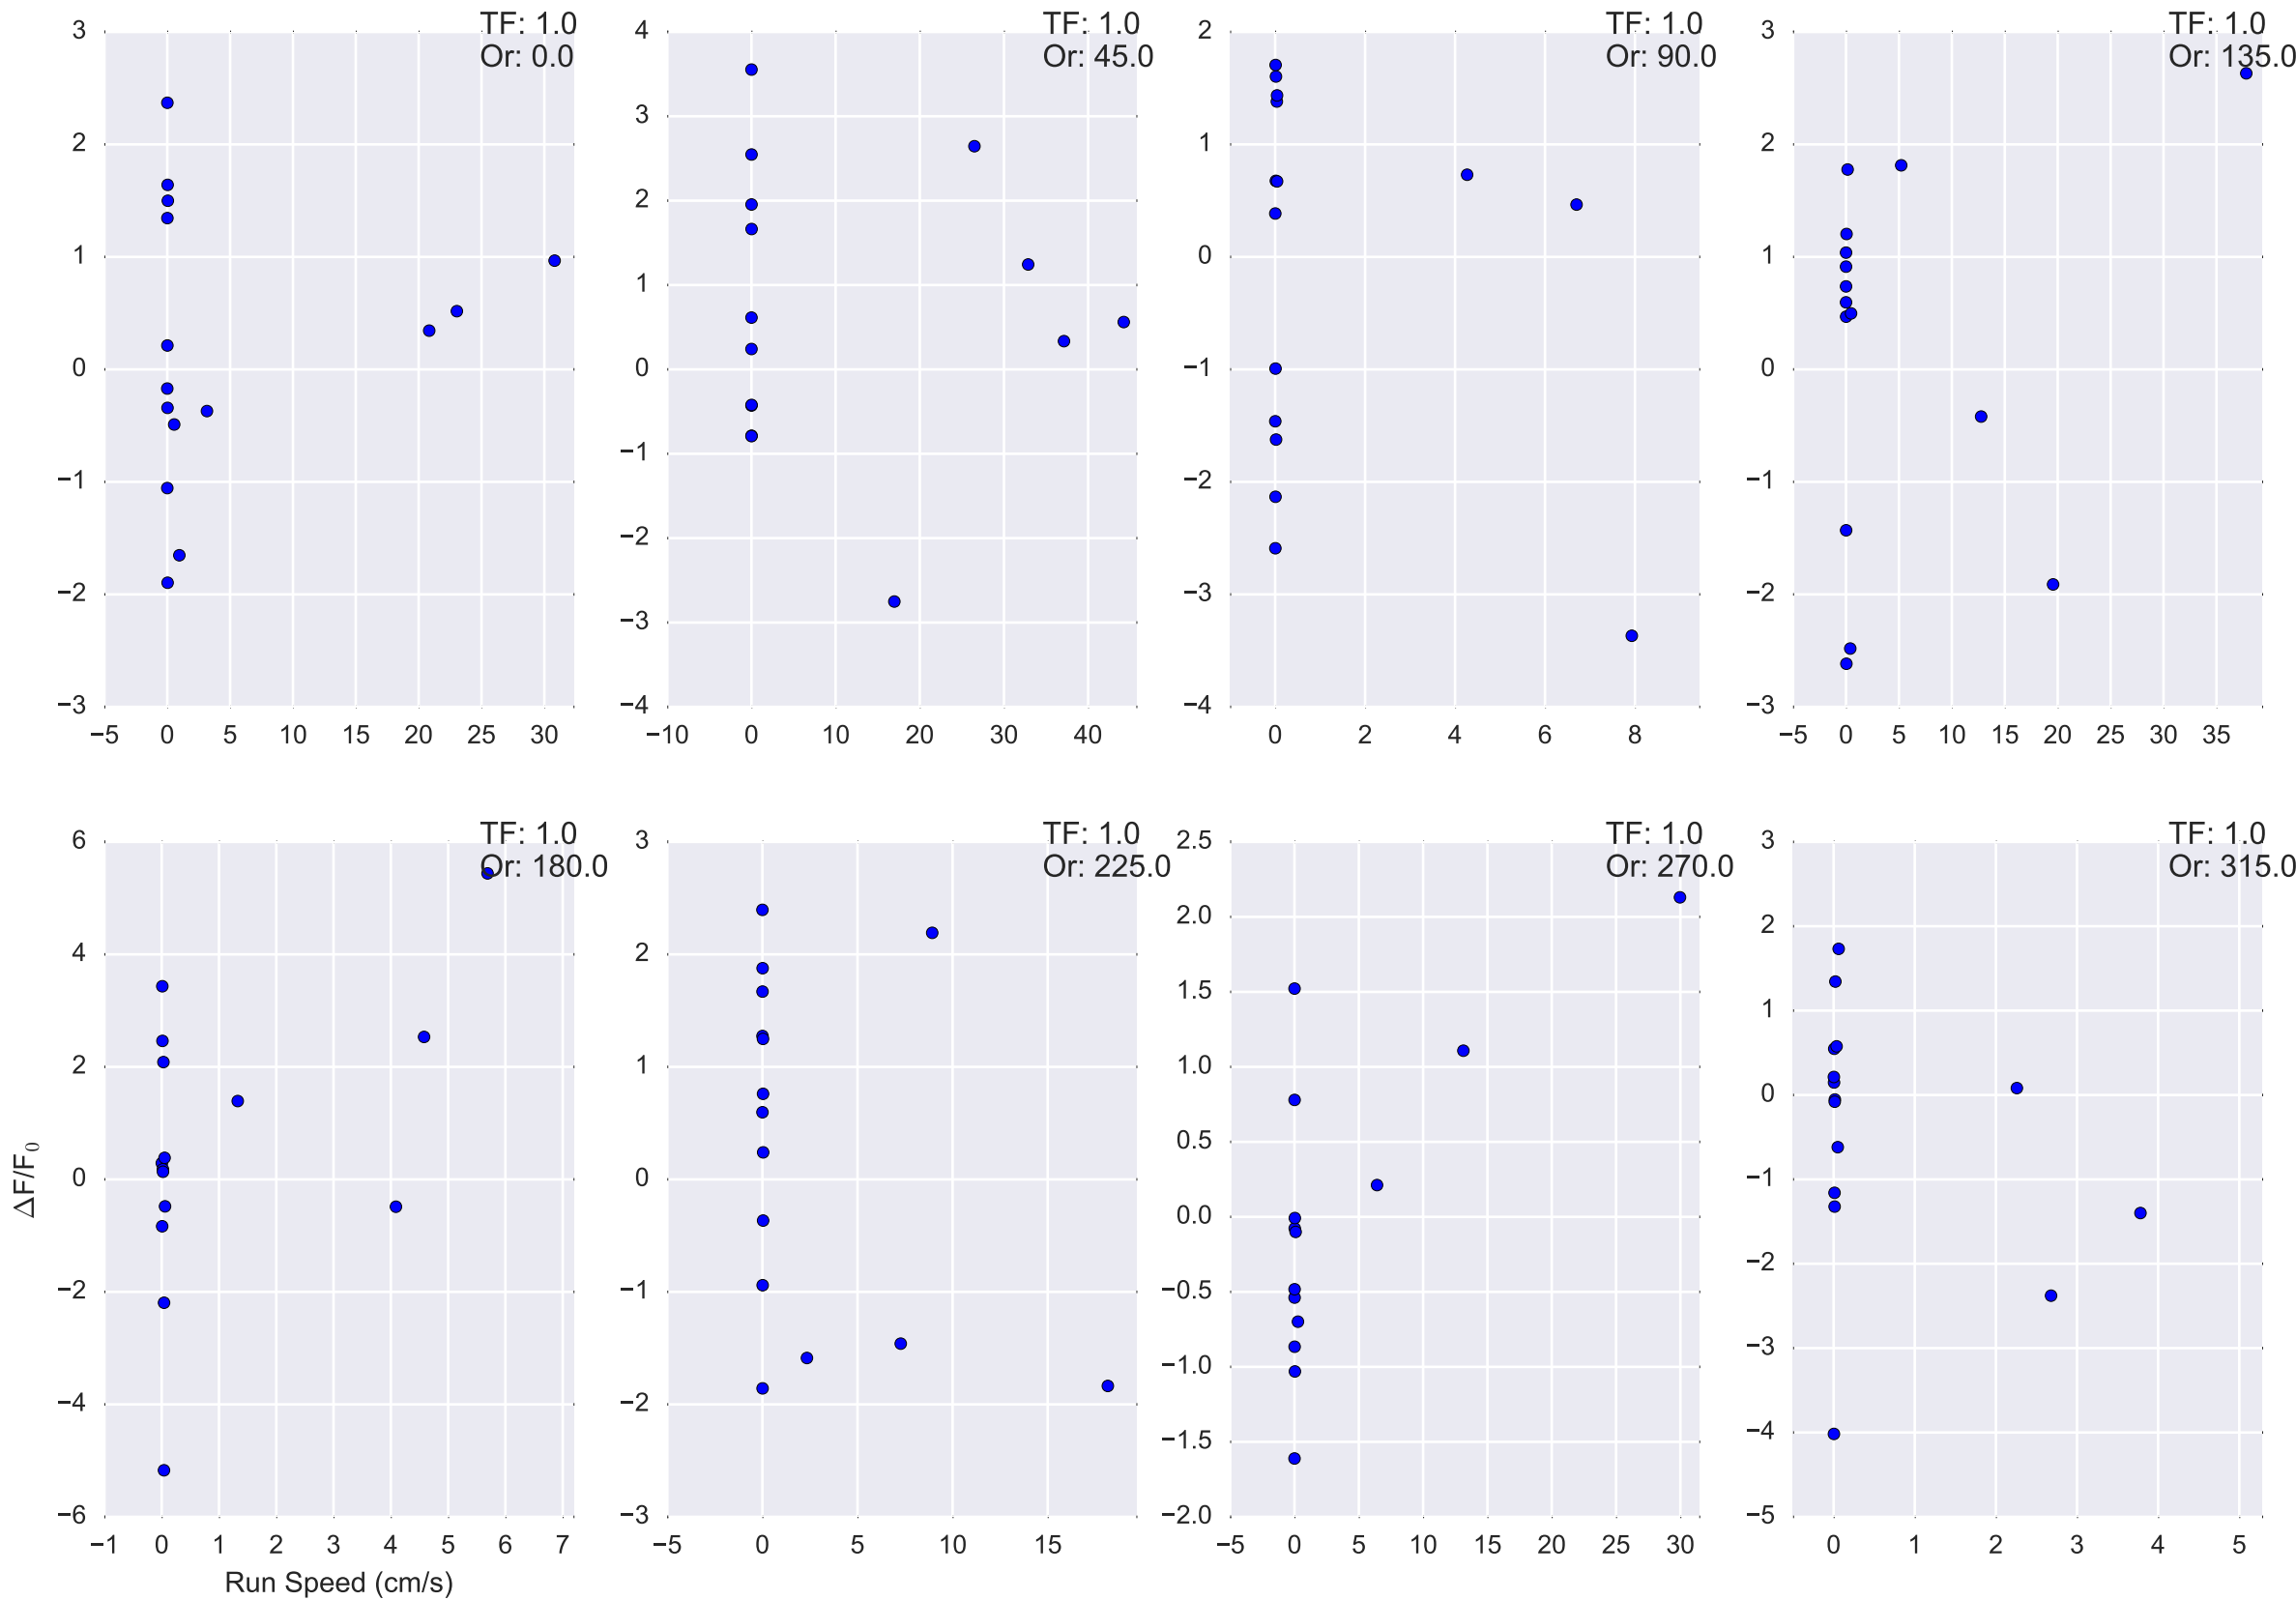 TF: 1.0
Or: 0.0
3
2
1
0
−1
−2
−3
−5 0 5 10 15 20 25 30
TF: 1.0
Or: 45.0
4
3
2
1
0
−1
−2
−3
−4
−10 0 10 20 30 40
TF: 1.0
Or: 90.0
2
1
0
−1
−2
−3
−4
0 2 4 6 8
TF: 1.0
Or: 135.0
3
2
1
0
−1
−2
−3
−5 0 5 10 15 20 25 30 35
TF: 1.0
Or: 180.0
6
4
2
0
−2
−4
−6
ΔF/F₀
−1 0 1 2 3 4 5 6 7
Run Speed (cm/s)
TF: 1.0
Or: 225.0
3
2
1
0
−1
−2
−3
−5 0 5 10 15
TF: 1.0
Or: 270.0
2.5
2.0
1.5
1.0
0.5
0.0
−0.5
−1.0
−1.5
−2.0
−5 0 5 10 15 20 25 30
TF: 1.0
Or: 315.0
3
2
1
0
−1
−2
−3
−4
−5
0 1 2 3 4 5